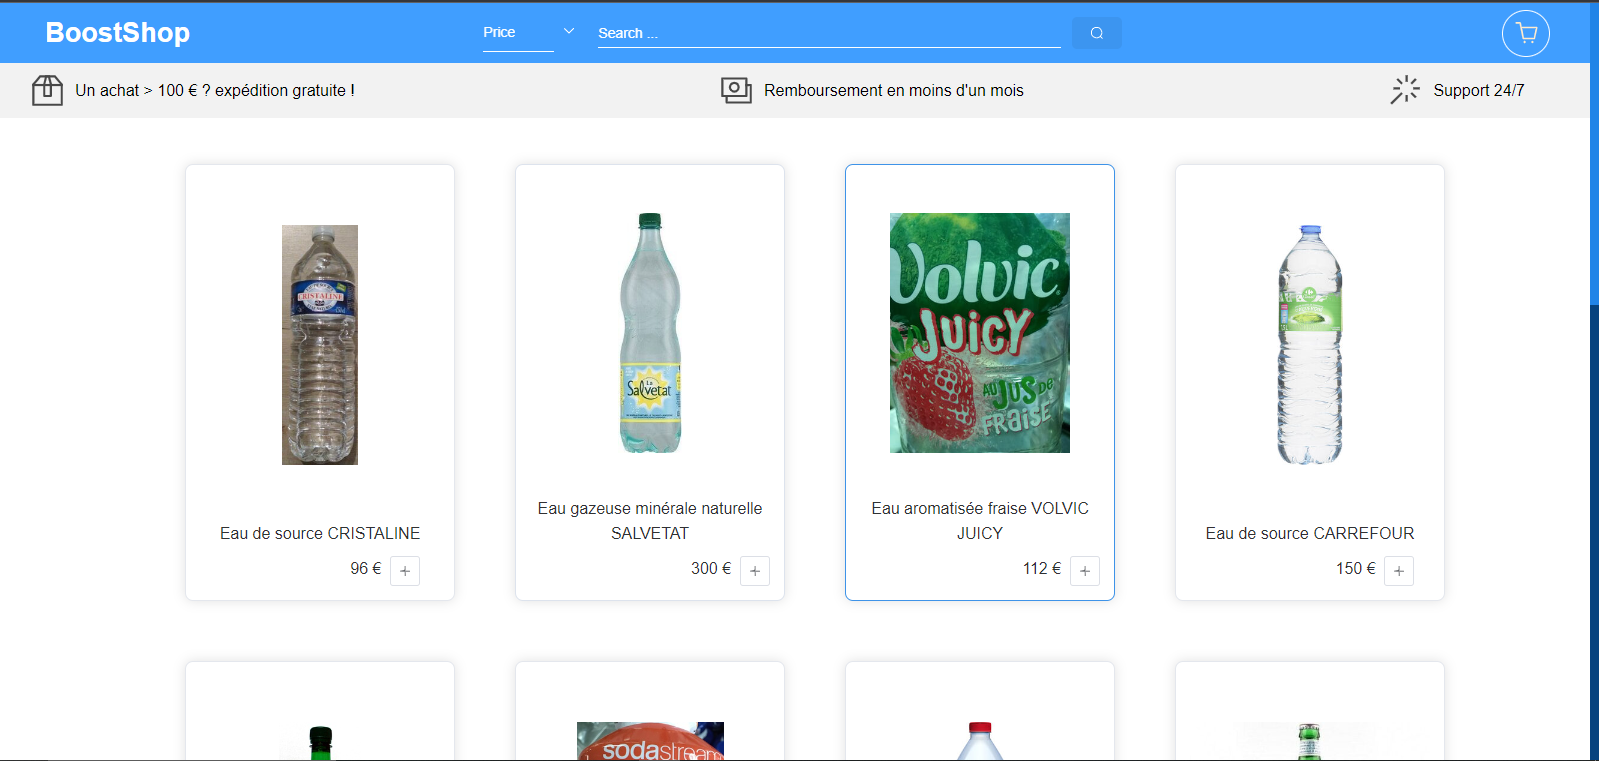 BoostShop
Price
Search ...
Un achat > 100 € ? expédition gratuite !
Remboursement en moins d'un mois
Support 24/7
CRISTALINE
La
Salvetat
Volvic
JUICY
AU JUS DE
FRAISE
Eau de source CRISTALINE
96 €
+
Eau gazeuse minérale naturelle
SALVETAT
300 €
+
Eau aromatisée fraise VOLVIC
JUICY
112 €
+
Eau de source CARREFOUR
150 €
+
sodastream